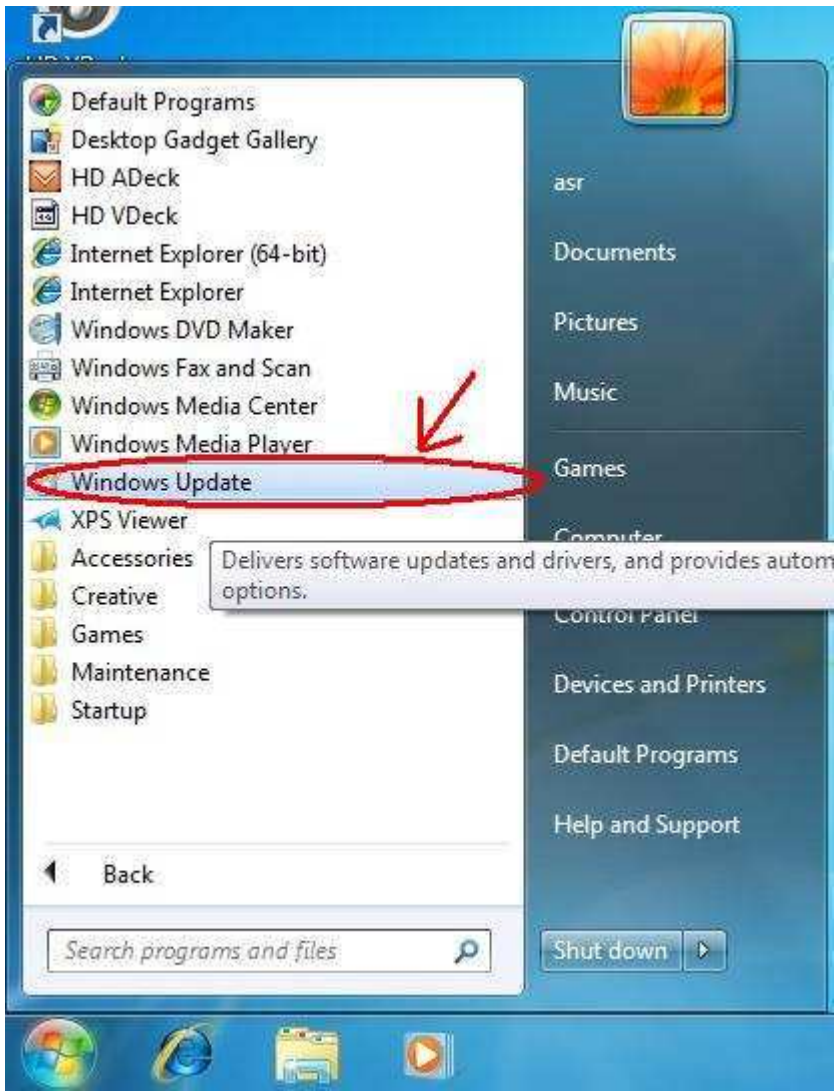 Default Programs
Desktop Gadget Gallery
HD ADeck
HD VDeck
Internet Explorer (64-bit)
Internet Explorer
Windows DVD Maker
Windows Fax and Scan
Windows Media Center
Windows Media Player
Windows Update
XPS Viewer
Accessories
Creative
Games
Maintenance
Startup
Back
Search programs and files
asr
Documents
Pictures
Music
Games
Computer
Delivers software updates and drivers, and provides autom
options.
Control Panel
Devices and Printers
Default Programs
Help and Support
Shut down